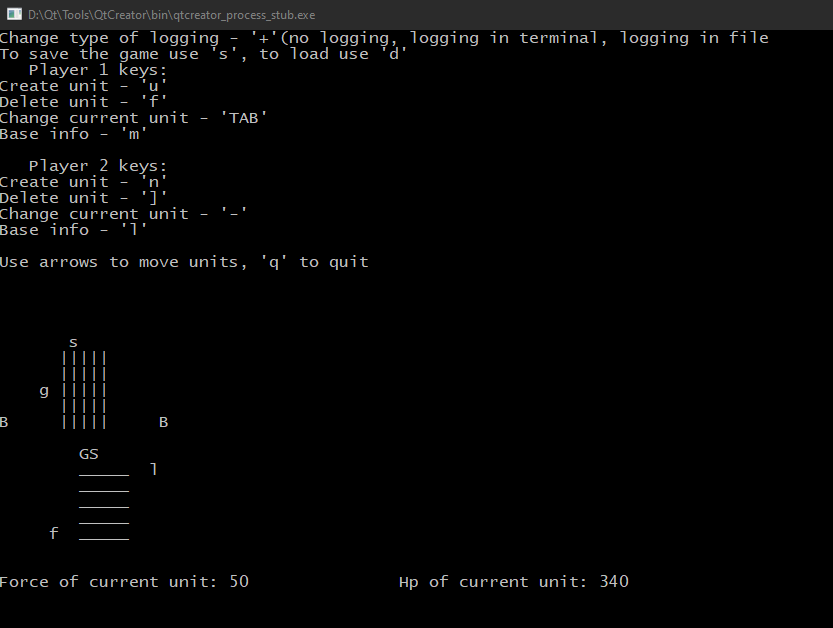 D:\Qt\Tools\QtCreator\bin\qtcreator_process_stub.exe
Change type of logging - '+'(no logging, logging in terminal, logging in file
To save the game use 's', to load use 'd'
   Player 1 keys:
Create unit - 'u'
Delete unit - 'f'
Change current unit - 'TAB'
Base info - 'm'
   Player 2 keys:
Create unit - 'n'
Delete unit - ']'
Change current unit - '-'
Base info - 'l'
Use arrows to move units, 'q' to quit
       s
      |||||
      |||||
    g |||||
      |||||
B     |||||     B
        GS
        _____  l
        _____
        _____
        _____
     f  _____
Force of current unit: 50               Hp of current unit: 340